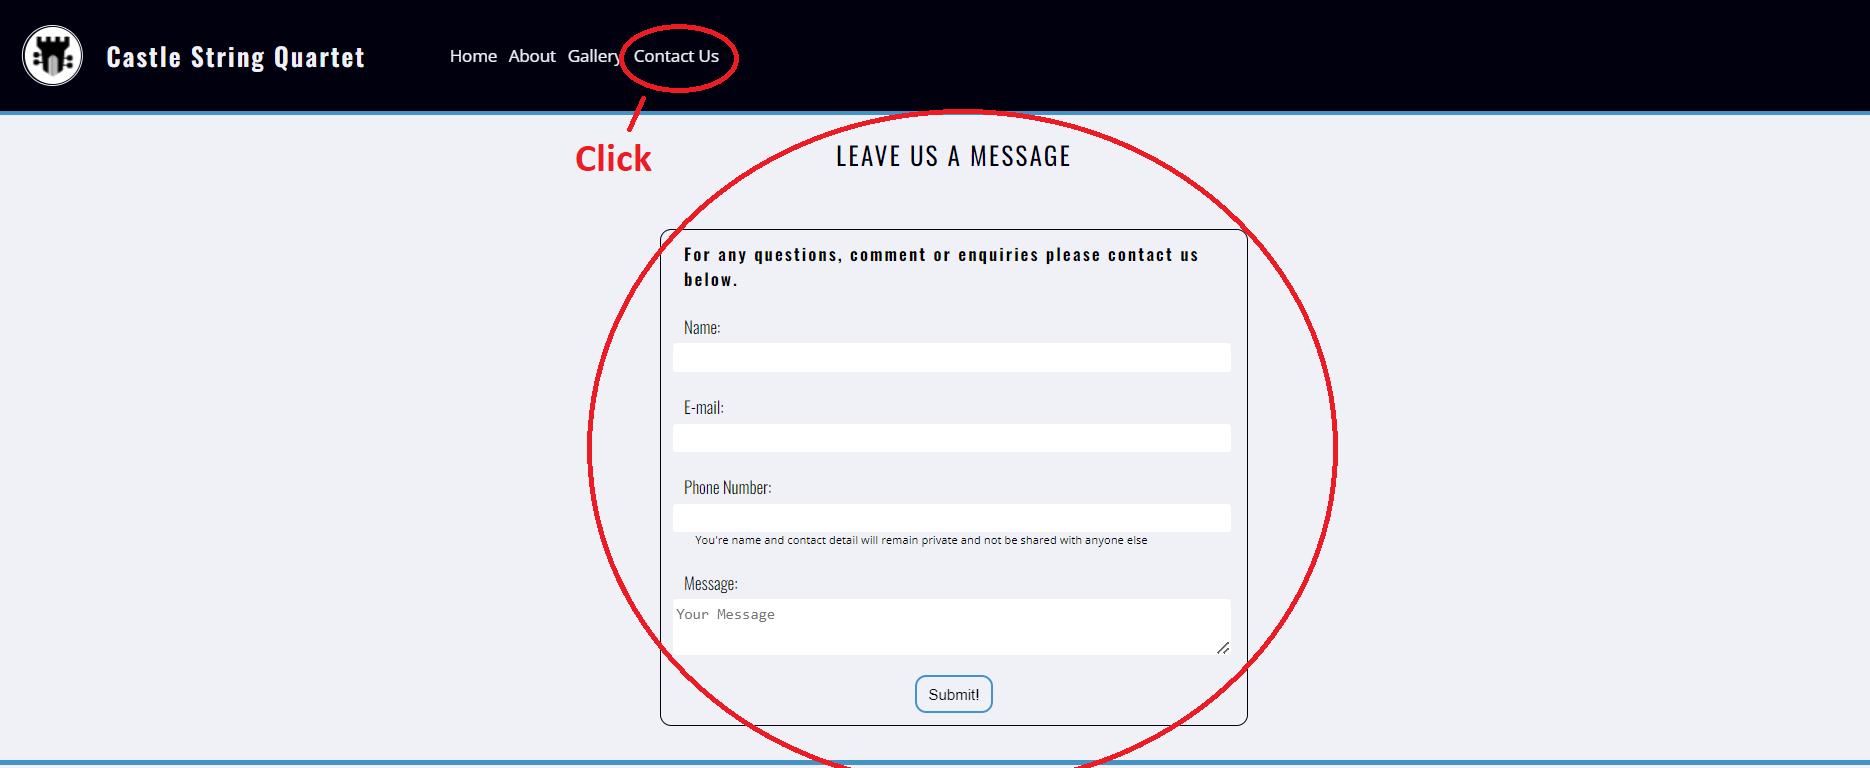 Castle String Quartet
Home About Gallery Contact Us
Click
LEAVE US A MESSAGE
For any questions, comment or enquiries please contact us
below.
Name:
E-mail:
Phone Number:
You're name and contact detail will remain private and not be shared with anyone else
Message:
Your Message
Submit!